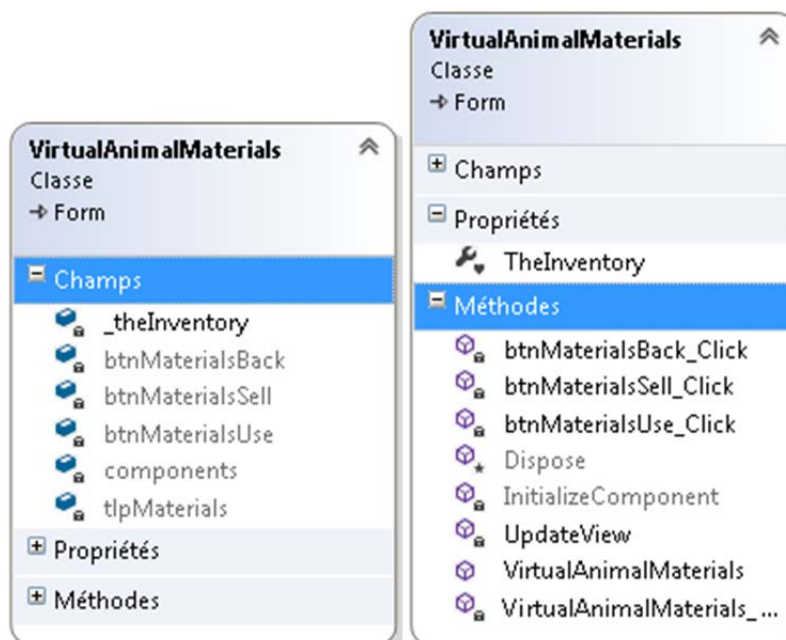 VirtualAnimalMaterials
Classe
Form
Champs
_theInventory
btnMaterialsBack
btnMaterialsSell
btnMaterialsUse
components
tlpMaterials
Propriétés
Méthodes
VirtualAnimalMaterials
Classe
Form
Champs
Propriétés
TheInventory
Méthodes
btnMaterialsBack_Click
btnMaterialsSell_Click
btnMaterialsUse_Click
Dispose
InitializeComponent
UpdateView
VirtualAnimalMaterials
VirtualAnimalMaterials_ ...